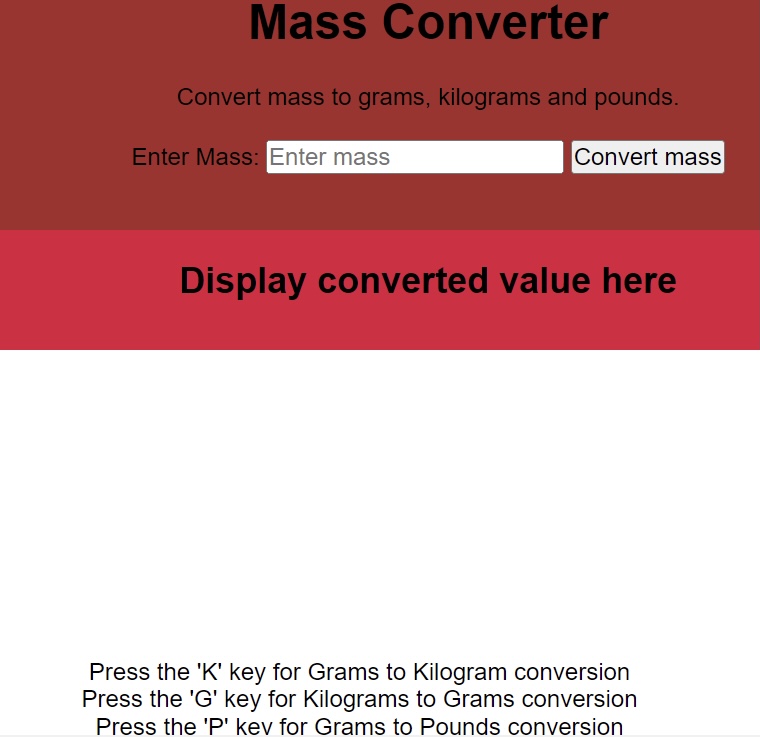 Mass Converter
Convert mass to grams, kilograms and pounds.
Enter Mass: Enter mass Convert mass
Display converted value here
Press the 'K' key for Grams to Kilogram conversion
Press the 'G' key for Kilograms to Grams conversion
Press the 'P' key for Grams to Pounds conversion